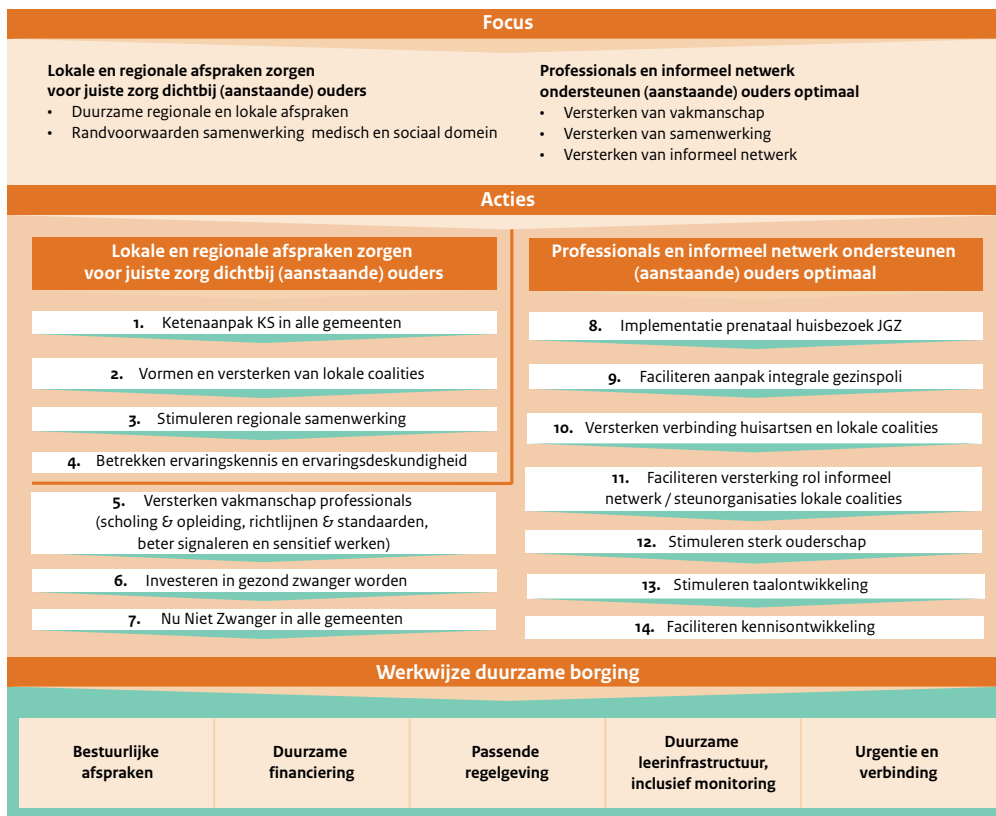 Focus
Lokale en regionale afspraken zorgen
voor juiste zorg dichtbij (aanstaande) ouders
• Duurzame regionale en lokale afspraken
• Randvoorwaarden samenwerking medisch en sociaal domein
Professionals en informeel netwerk
ondersteunen (aanstaande) ouders optimaal
• Versterken van vakmanschap
• Versterken van samenwerking
• Versterken van informeel netwerk
Acties
Lokale en regionale afspraken zorgen
voor juiste zorg dichtbij (aanstaande) ouders
1. Ketenaanpak KS in alle gemeenten
2. Vormen en versterken van lokale coalities
3. Stimuleren regionale samenwerking
4. Betrekken ervaringskennis en ervaringsdeskundigheid
5. Versterken vakmanschap professionals
(scholing & opleiding, richtlijnen & standaarden,
beter signaleren en sensitief werken)
6. Investeren in gezond zwanger worden
7. Nu Niet Zwanger in alle gemeenten
Professionals en informeel netwerk ondersteunen
(aanstaande) ouders optimaal
8. Implementatie prenataal huisbezoek JGZ
9. Faciliteren aanpak integrale gezinspoli
10. Versterken verbinding huisartsen en lokale coalities
11. Faciliteren versterking rol informeel
netwerk / steunorganisaties lokale coalities
12. Stimuleren sterk ouderschap
13. Stimuleren taalontwikkeling
14. Faciliteren kennisontwikkeling
Werkwijze duurzame borging
Bestuurlijke
afspraken
Duurzame
financiering
Passende
regelgeving
Duurzame
leerinfrastructuur,
inclusief monitoring
Urgentie en
verbinding